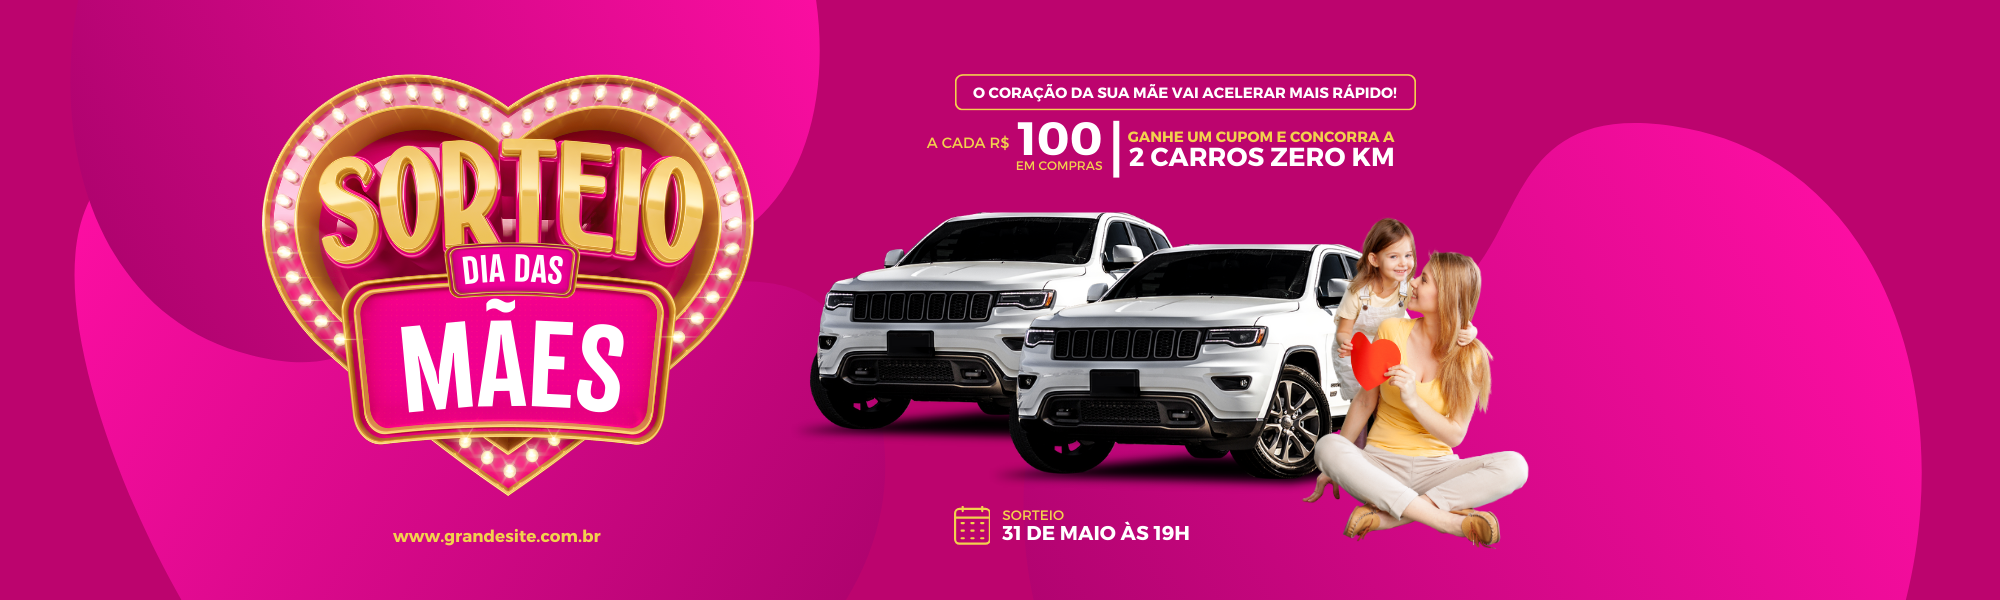 SORTEIO
DIA DAS
MÃES
www.grandesite.com.br
O CORAÇÃO DA SUA MÃE VAI ACELERAR MAIS RÁPIDO!
A CADA R$ 100
EM COMPRAS
GANHE UM CUPOM E CONCORRA A
2 CARROS ZERO KM
SORTEIO
31 DE MAIO ÀS 19H